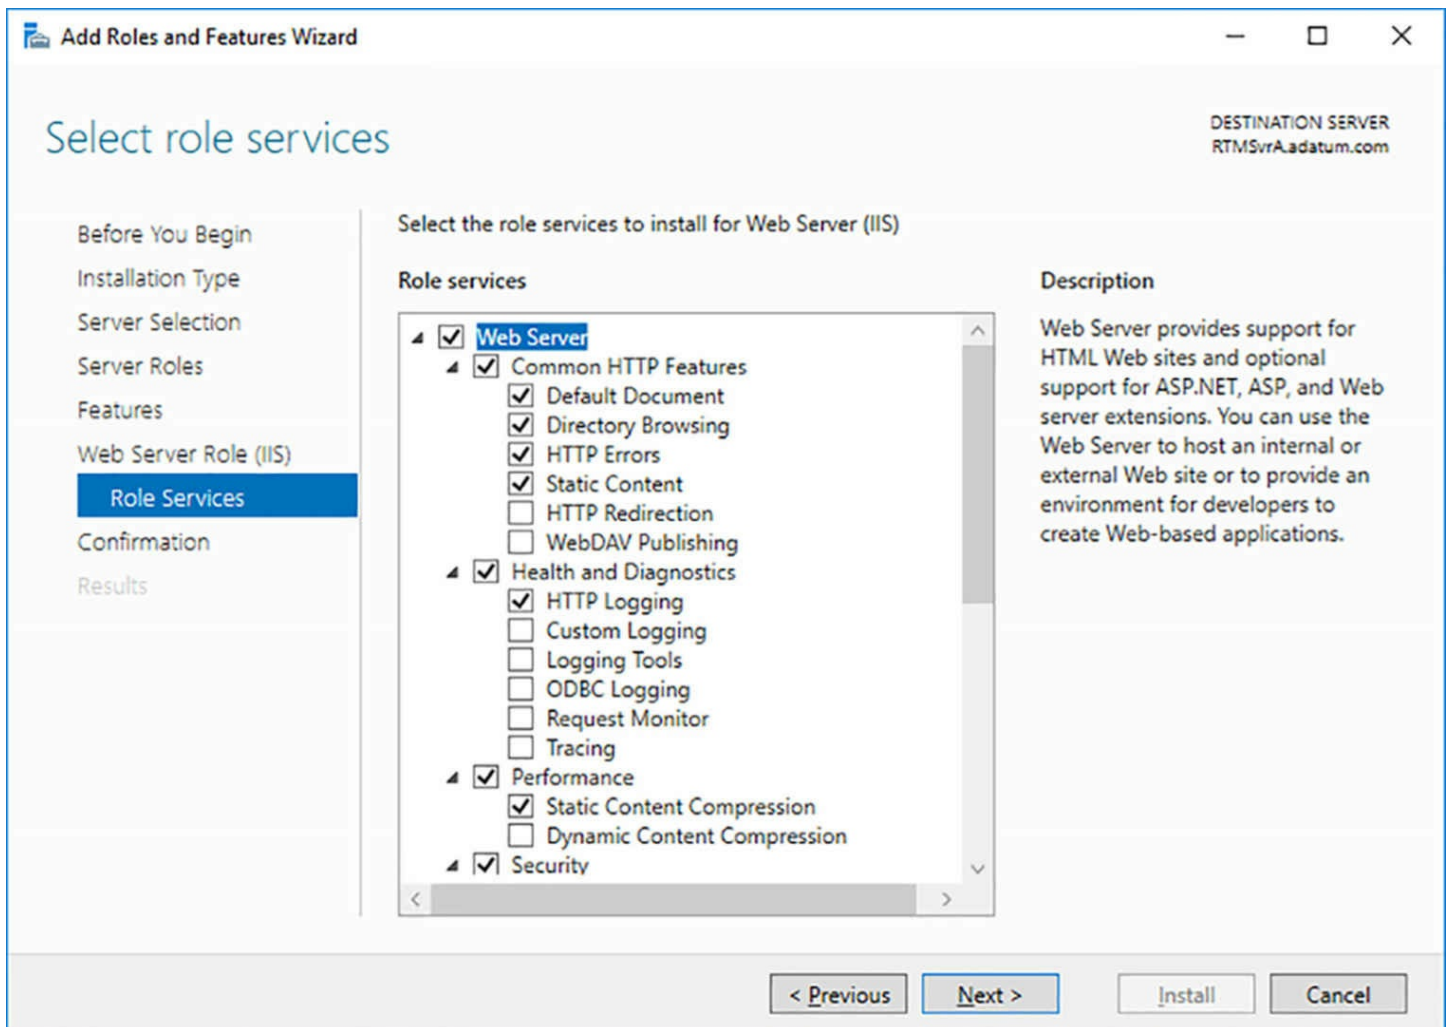 Add Roles and Features Wizard
Select role services
DESTINATION SERVER
RTMSvrA.adatum.com
Before You Begin
Installation Type
Server Selection
Server Roles
Features
Web Server Role (IIS)
Role Services
Confirmation
Results
Select the role services to install for Web Server (IIS)
Role services
Web Server
Common HTTP Features
Default Document
Directory Browsing
HTTP Errors
Static Content
HTTP Redirection
WebDAV Publishing
Health and Diagnostics
HTTP Logging
Custom Logging
Logging Tools
ODBC Logging
Request Monitor
Tracing
Performance
Static Content Compression
Dynamic Content Compression
Security
Description
Web Server provides support for
HTML Web sites and optional
support for ASP.NET, ASP, and Web
server extensions. You can use the
Web Server to host an internal or
external Web site or to provide an
environment for developers to
create Web-based applications.
< Previous
Next >
Install
Cancel